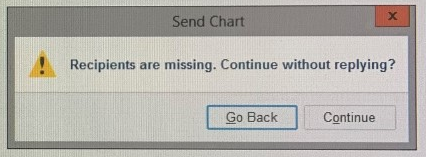 Send Chart
x
Recipients are missing. Continue without replying?
Go Back Continue